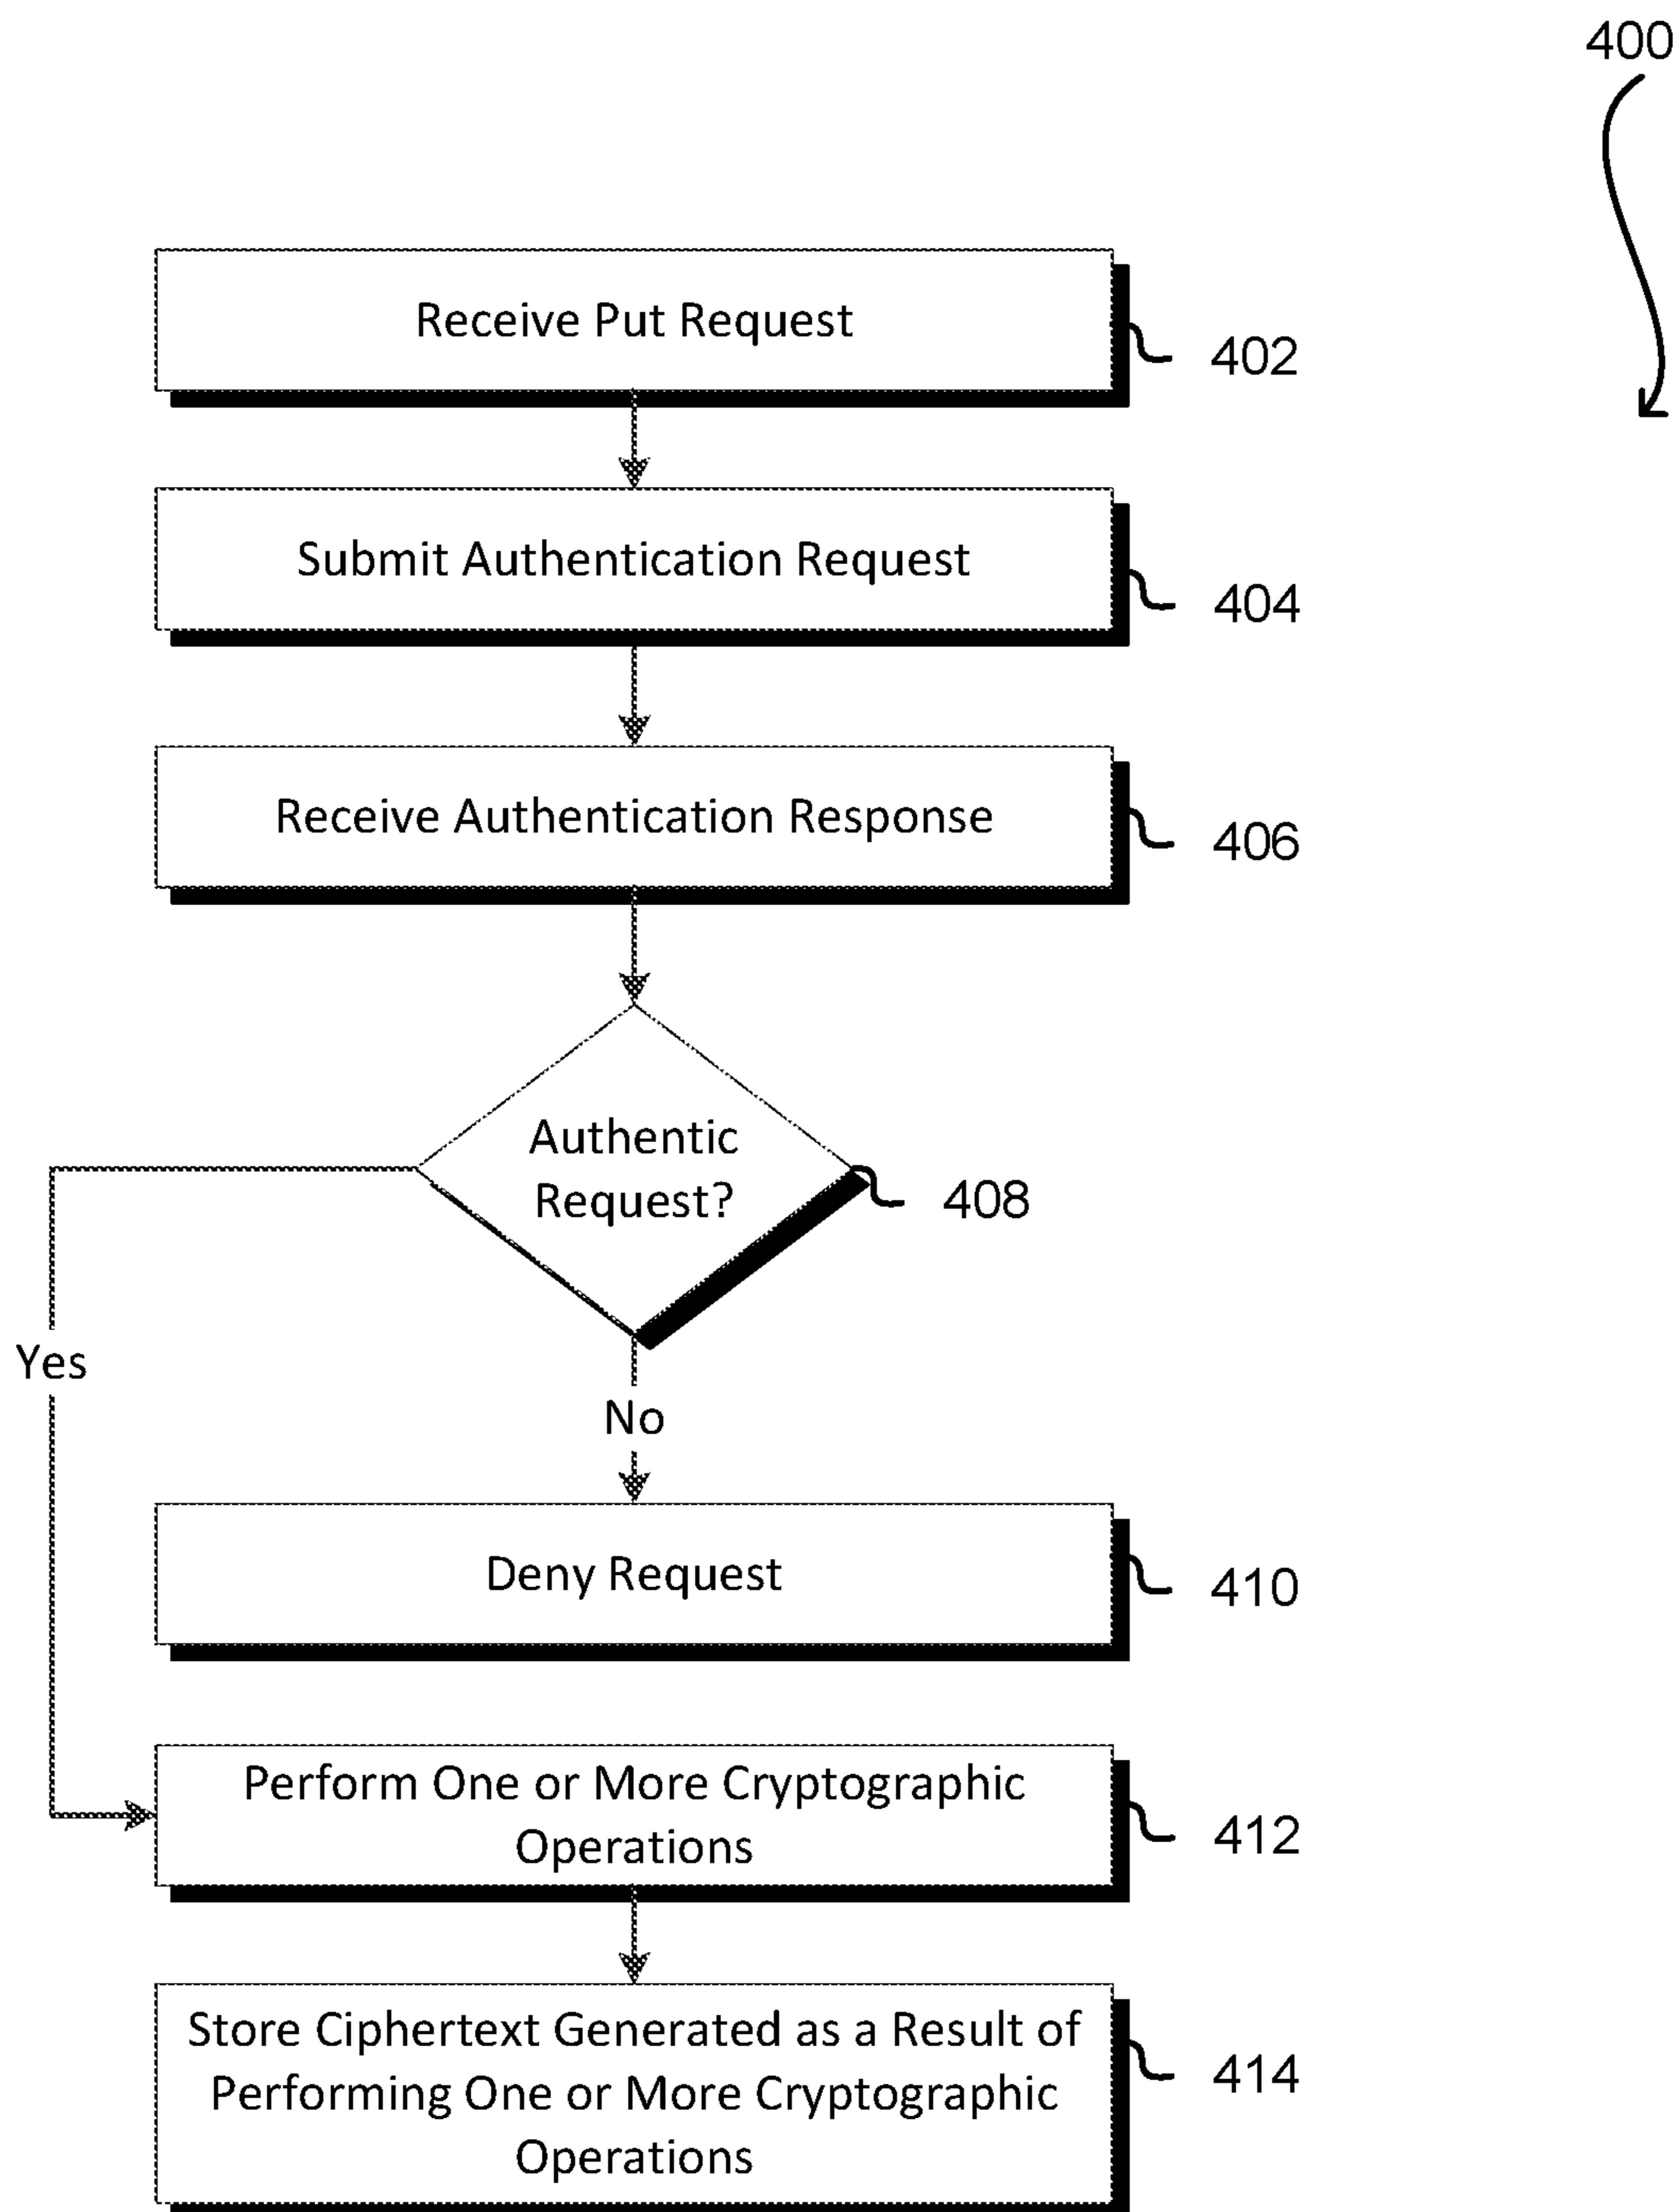 400
Receive Put Request
402
Submit Authentication Request
404
Receive Authentication Response
406
Authentic
Request?
408
Yes
No
Deny Request
410
Perform One or More Cryptographic
Operations
412
Store Ciphertext Generated as a Result of
Performing One or More Cryptographic
Operations
414